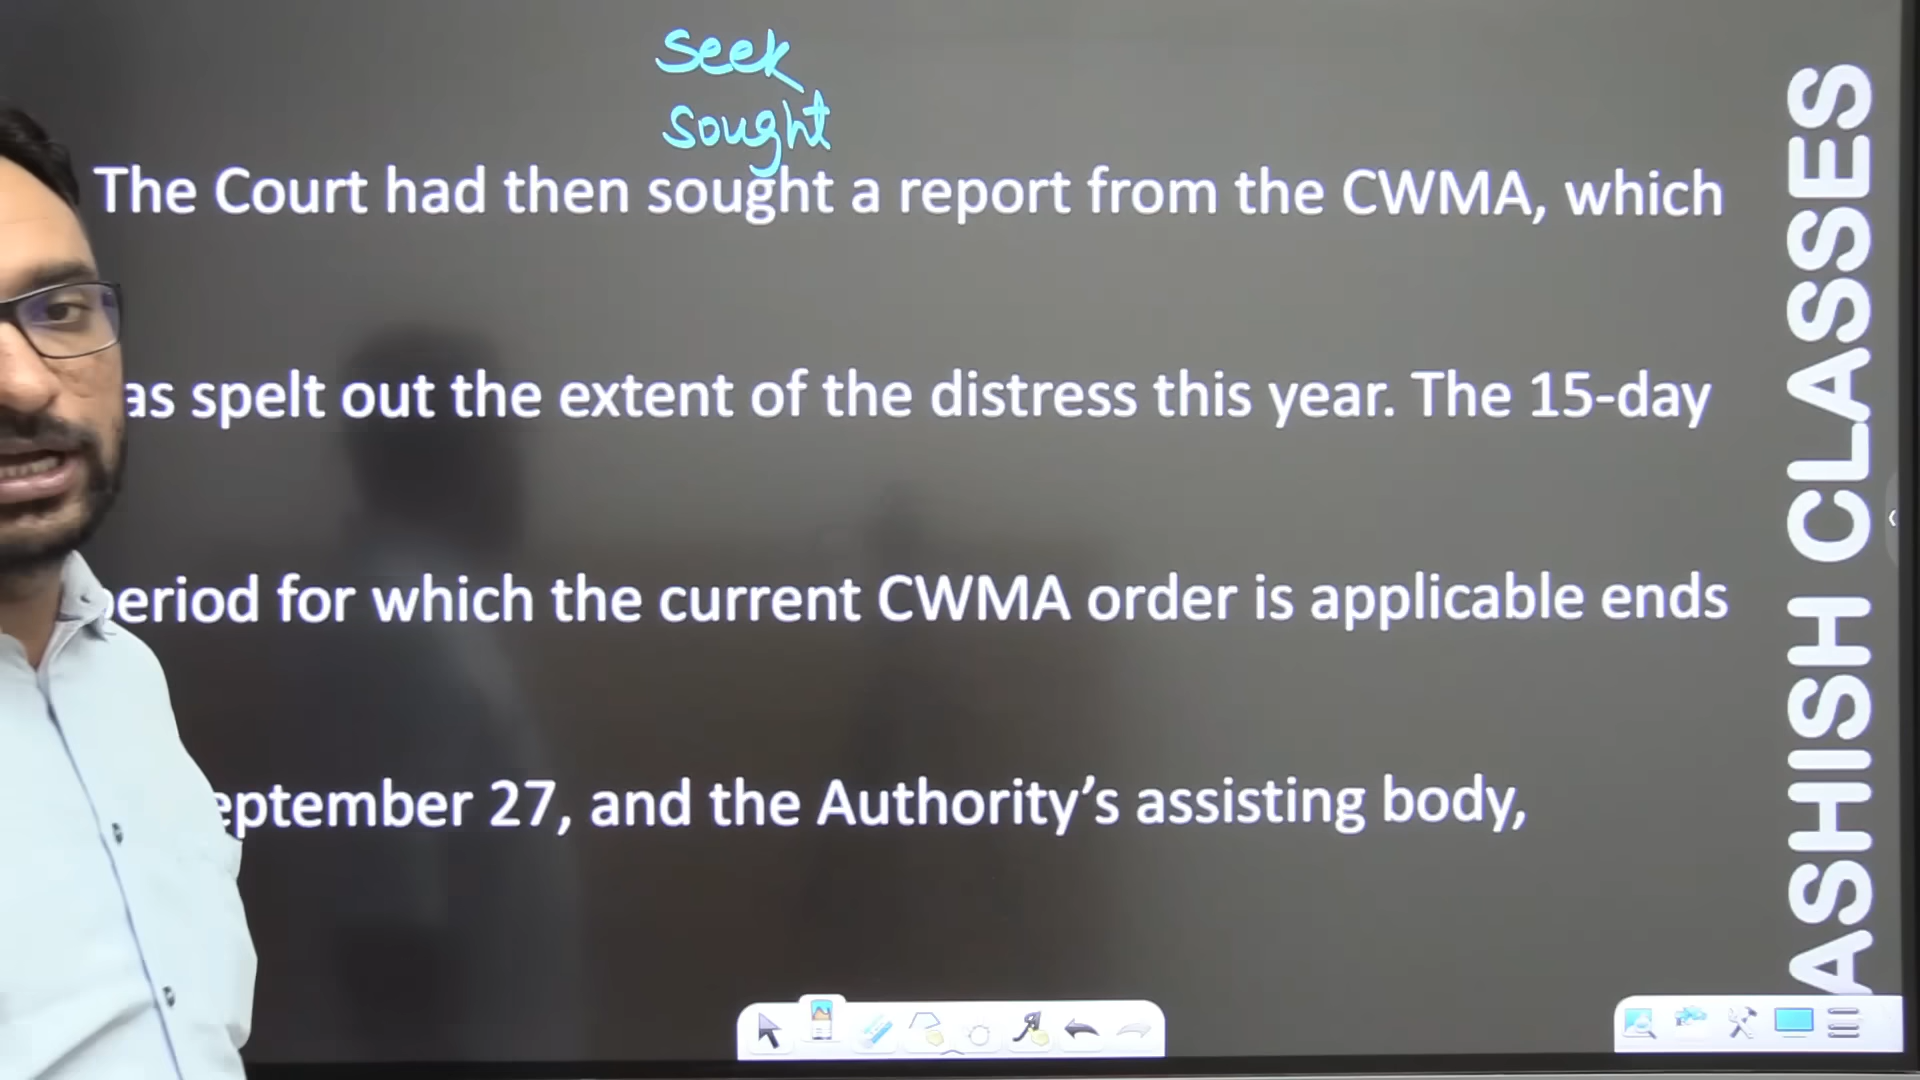 seek
sought
The Court had then sought a report from the CWMA, which
as spelt out the extent of the distress this year. The 15-day
period for which the current CWMA order is applicable ends
eptember 27, and the Authority's assisting body,
ASHISH CLASSES